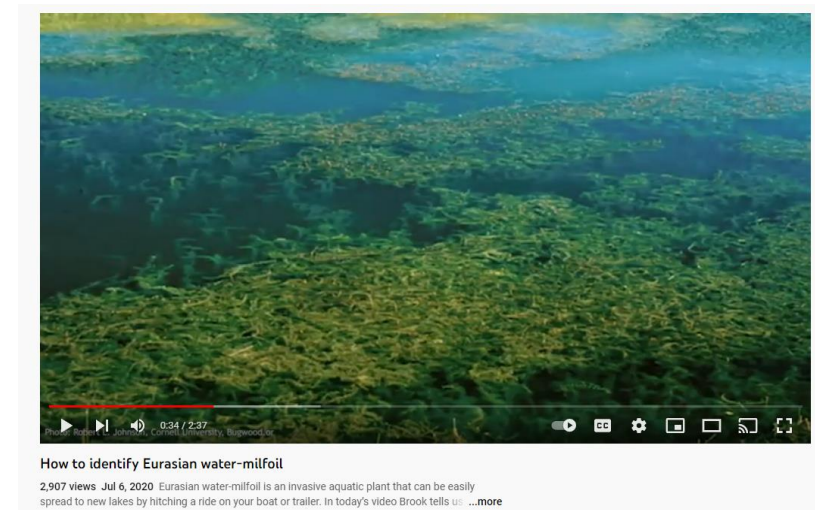 0:34 / 2:37
CC
Photo: Robert L. Johnson, Cornell University, Bugwood.or
How to identify Eurasian water-milfoil
2,907 views Jul 6, 2020 Eurasian water-milfoil is an invasive aquatic plant that can be easily
spread to new lakes by hitching a ride on your boat or trailer. In today's video Brook tells us ...more